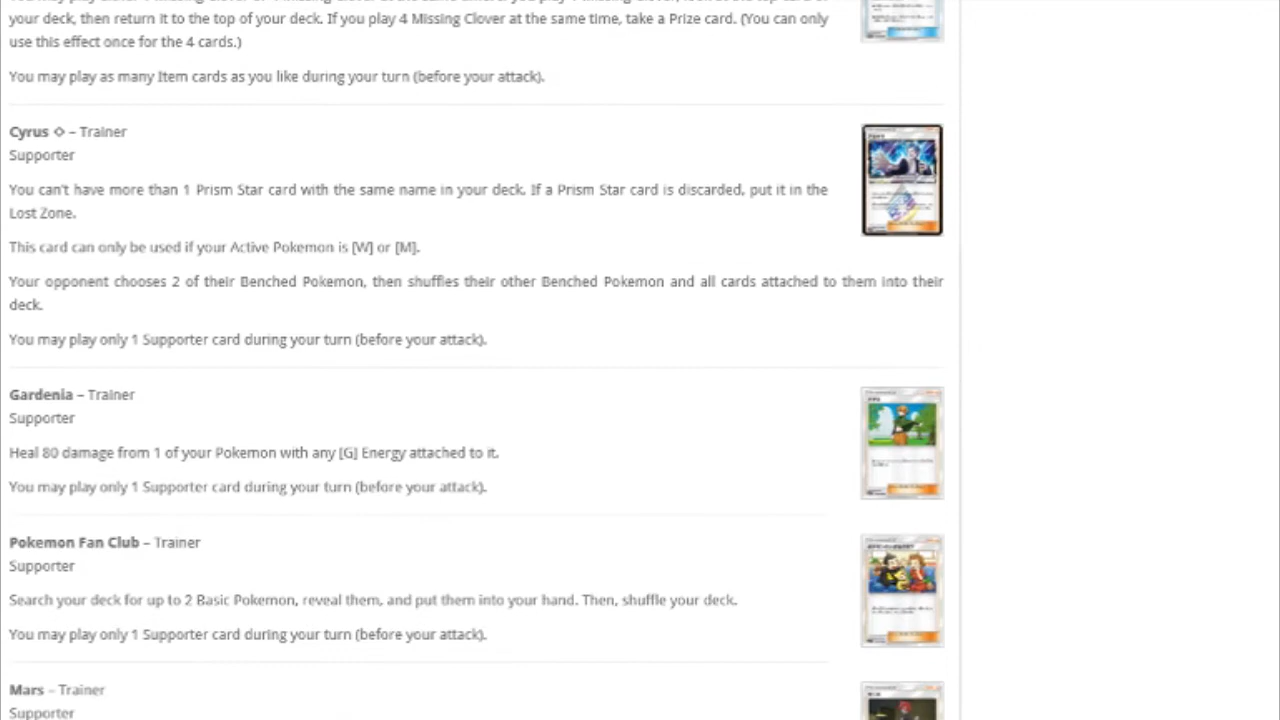 your deck, then return it to the top of your deck. If you play 4 Missing Clover at the same time, take a Prize card. (You can only
use this effect once for the 4 cards.)
You may play as many Item cards as you like during your turn (before your attack).
Cyrus ◇ – Trainer
Supporter
You can't have more than 1 Prism Star card with the same name in your deck. If a Prism Star card is discarded, put it in the
Lost Zone.
This card can only be used if your Active Pokemon is [W] or [M].
Your opponent chooses 2 of their Benched Pokemon, then shuffles their other Benched Pokemon and all cards attached to them into their
deck.
You may play only 1 Supporter card during your turn (before your attack).
Gardenia – Trainer
Supporter
Heal 80 damage from 1 of your Pokemon with any [G] Energy attached to it.
You may play only 1 Supporter card during your turn (before your attack).
Pokemon Fan Club – Trainer
Supporter
Search your deck for up to 2 Basic Pokemon, reveal them, and put them into your hand. Then, shuffle your deck.
You may play only 1 Supporter card during your turn (before your attack).
Mars – Trainer
Supporter